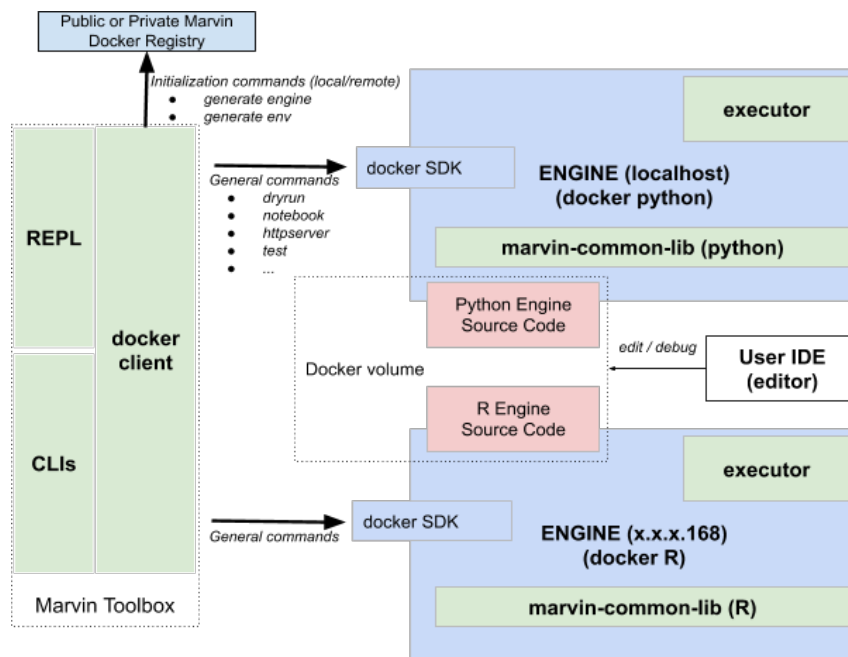 Public or Private Marvin
Docker Registry
Initialization commands (local/remote)
● generate engine
● generate env
executor
docker SDK
ENGINE (localhost)
(docker python)
General commands
● dryrun
● notebook
● httpserver
● test
● ...
REPL
marvin-common-lib (python)
docker
client
Python Engine
Source Code
Docker volume
edit / debug
User IDE
(editor)
R Engine
Source Code
CLIs
executor
docker SDK
General commands
ENGINE (x.x.x.168)
(docker R)
marvin-common-lib (R)
Marvin Toolbox